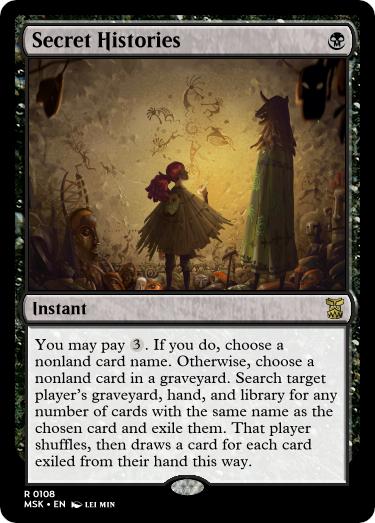 Secret Histories
Instant
You may pay 3. If you do, choose a
nonland card name. Otherwise, choose a
nonland card in a graveyard. Search target
player's graveyard, hand, and library for any
number of cards with the same name as the
chosen card and exile them. That player
shuffles, then draws a card for each card
exiled from their hand this way.
R 0108
MSK • EN LEI MIN